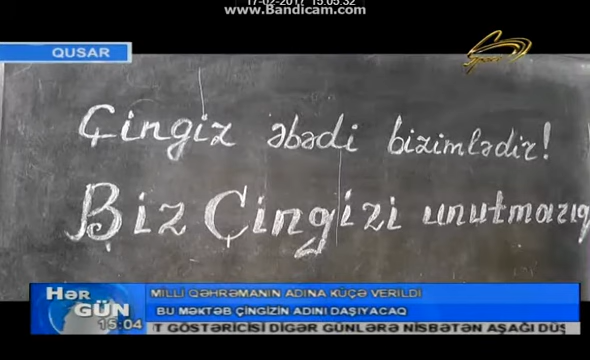 17-02-2017 15:05:32
www.Bandicam.com
QUSAR
Space
Çingiz əbədi bizimlədir!
Biz Çingizi unutmarıq
HƏR GÜN
MİLLİ QƏHRƏMANIN ADINA KÜÇƏ VERİLDİ
BU MƏKTƏB ÇİNGİZİN ADINI DAŞIYACAQ
15:04
T GÖSTƏRİCİSİ DİGƏR GÜNLƏRƏ NİSBƏTƏN AŞAĞI DÜŞ